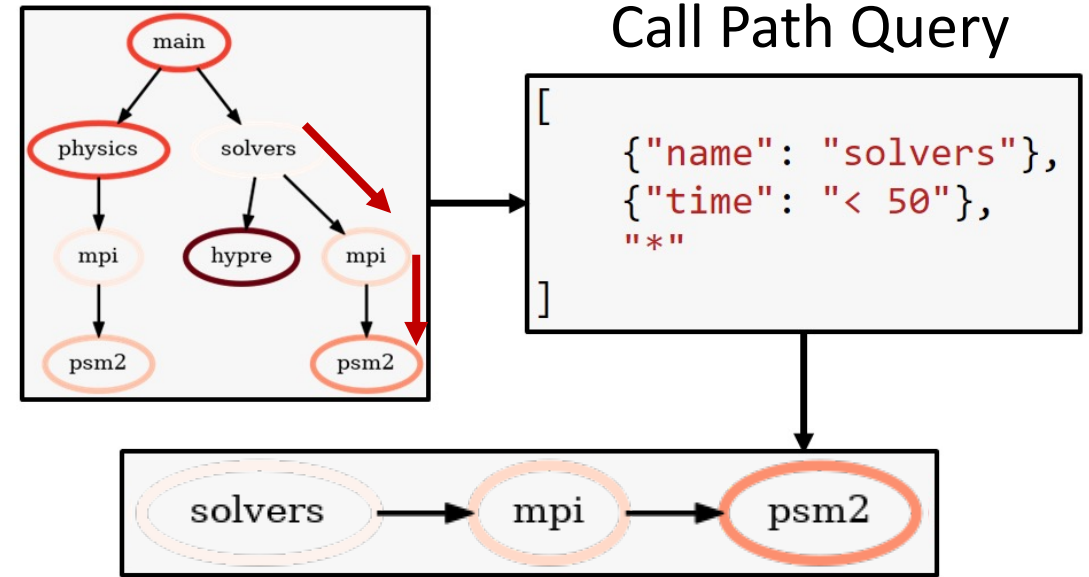 Call Path Query
main
physics
solvers
mpi
hypre
mpi
psm2
psm2
[
{"name": "solvers"},
{"time": "< 50"},
"*"
]
solvers
mpi
psm2